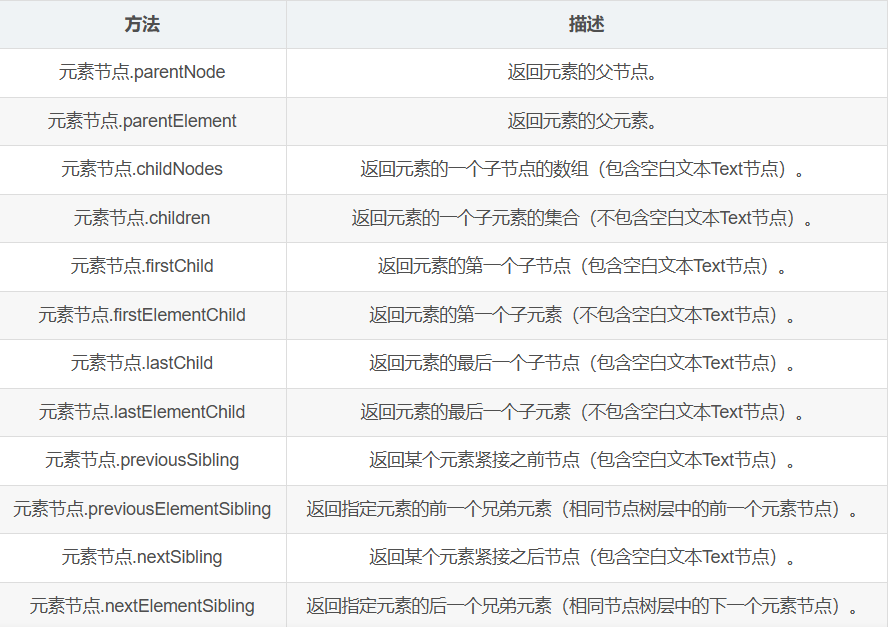 方法 描述
元素节点.parentNode 返回元素的父节点。
元素节点.parentElement 返回元素的父元素。
元素节点.childNodes 返回元素的一个子节点的数组（包含空白文本Text节点）。
元素节点.children 返回元素的一个子元素的集合（不包含空白文本Text节点）。
元素节点.firstChild 返回元素的第一个子节点（包含空白文本Text节点）。
元素节点.firstElementChild 返回元素的第一个子元素（不包含空白文本Text节点）。
元素节点.lastChild 返回元素的最后一个子节点（包含空白文本Text节点）。
元素节点.lastElementChild 返回元素的最后一个子元素（不包含空白文本Text节点）。
元素节点.previousSibling 返回某个元素紧接之前节点（包含空白文本Text节点）。
元素节点.previousElementSibling 返回指定元素的前一个兄弟元素（相同节点树层中的前一个元素节点）。
元素节点.nextSibling 返回某个元素紧接之后节点（包含空白文本Text节点）。
元素节点.nextElementSibling 返回指定元素的后一个兄弟元素（相同节点树层中的下一个元素节点）。